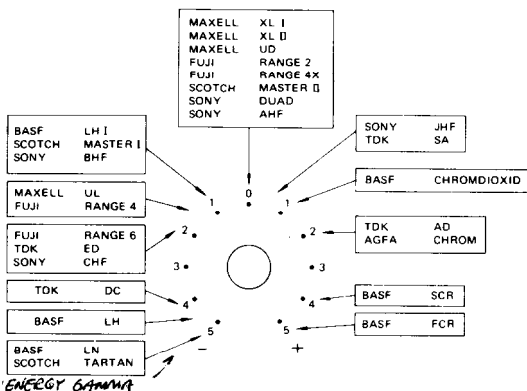 MAXELL XL I
MAXELL XL II
MAXELL UD
FUJI RANGE 2
FUJI RANGE 4X
SCOTCH MASTER II
SONY DUAD
SONY AHF
BASF LH I
SCOTCH MASTER I
SONY BHF
SONY JHF
TDK SA
BASF CHROMDIOXID
MAXELL UL
FUJI RANGE 4
FUJI RANGE 6
TDK ED
SONY CHF
TDK AD
AGFA CHROM
TDK DC
BASF SCR
BASF LH
BASF FCR
BASF LN
SCOTCH TARTAN
0
1 1
2 2
3 3
4 4
5 5
- +
ENERGY GAMMA